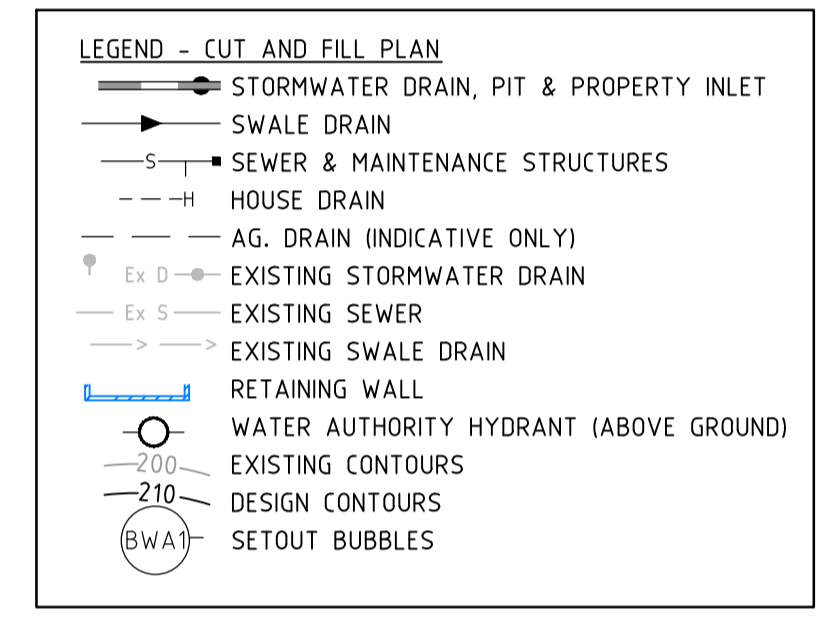 LEGEND - CUT AND FILL PLAN
STORMWATER DRAIN, PIT & PROPERTY INLET
SWALE DRAIN
S SEWER & MAINTENANCE STRUCTURES
H HOUSE DRAIN
AG. DRAIN (INDICATIVE ONLY)
Ex D EXISTING STORMWATER DRAIN
Ex S EXISTING SEWER
EXISTING SWALE DRAIN
RETAINING WALL
WATER AUTHORITY HYDRANT (ABOVE GROUND)
200 EXISTING CONTOURS
210 DESIGN CONTOURS
BWA1 SETOUT BUBBLES